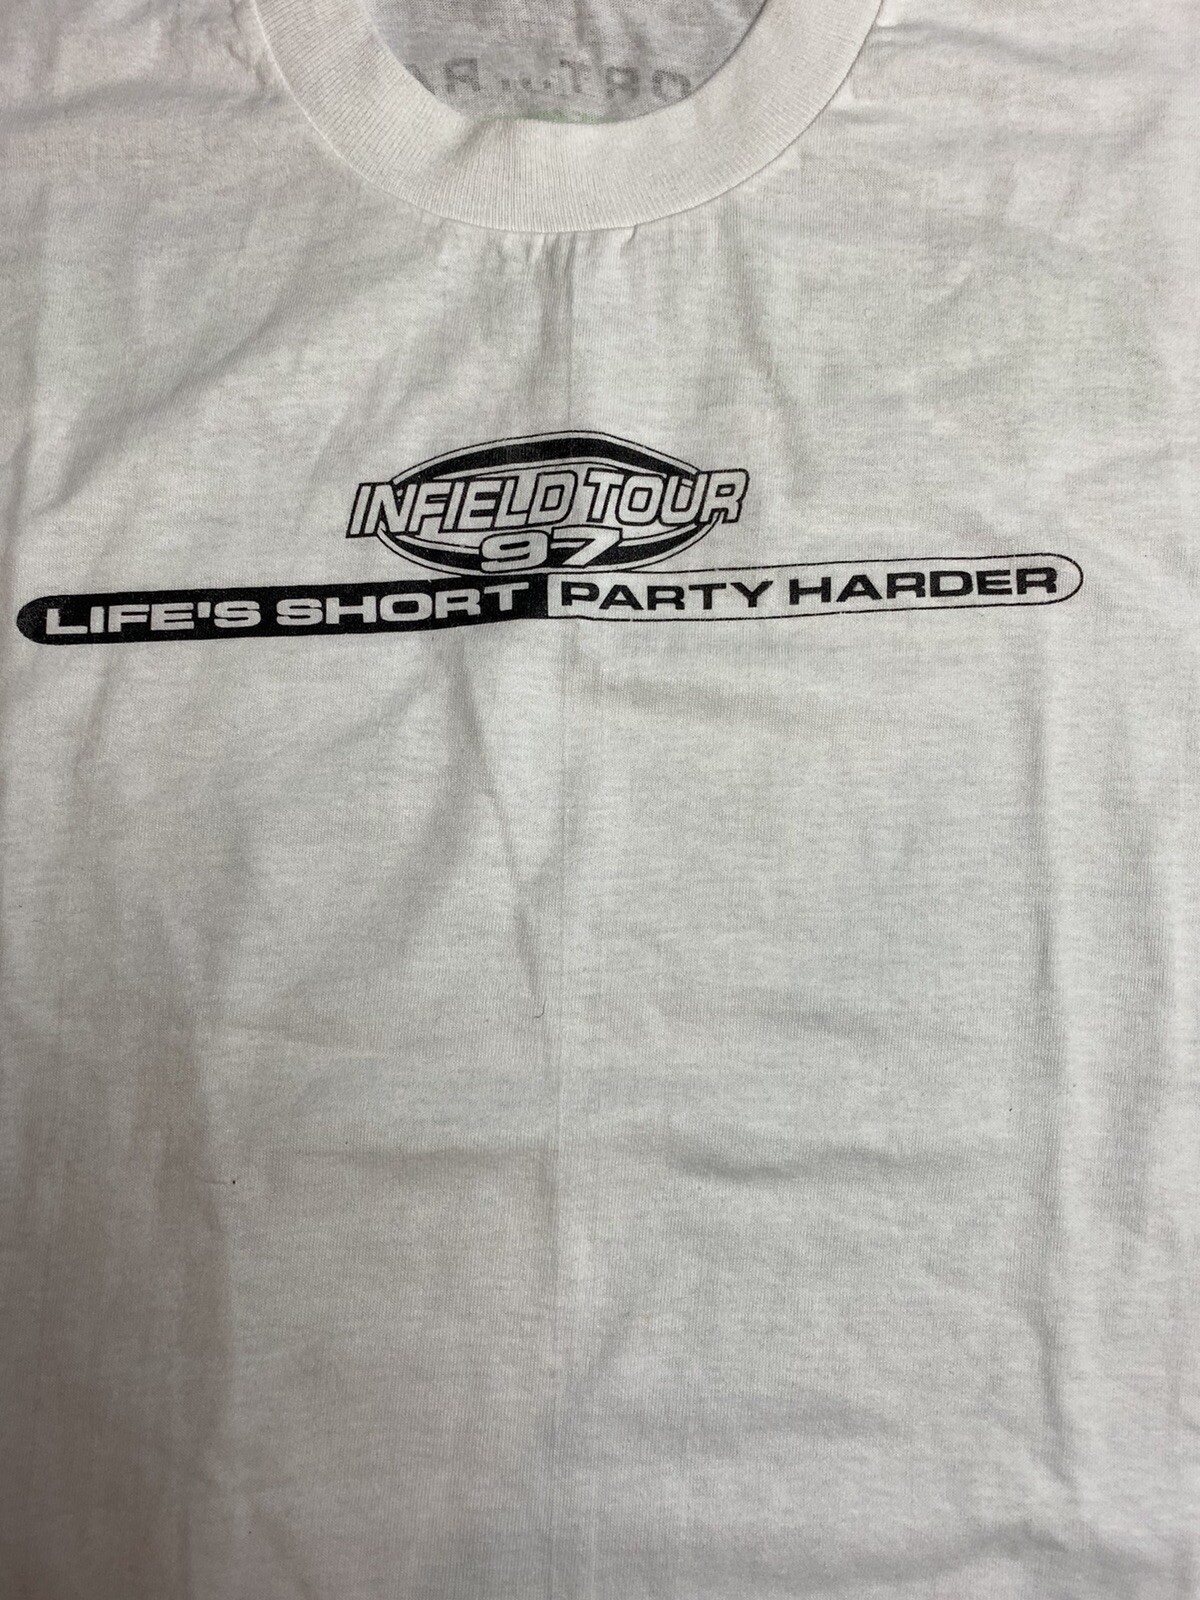 INFIELD TOUR
97
LIFE'S SHORT PARTY HARDER